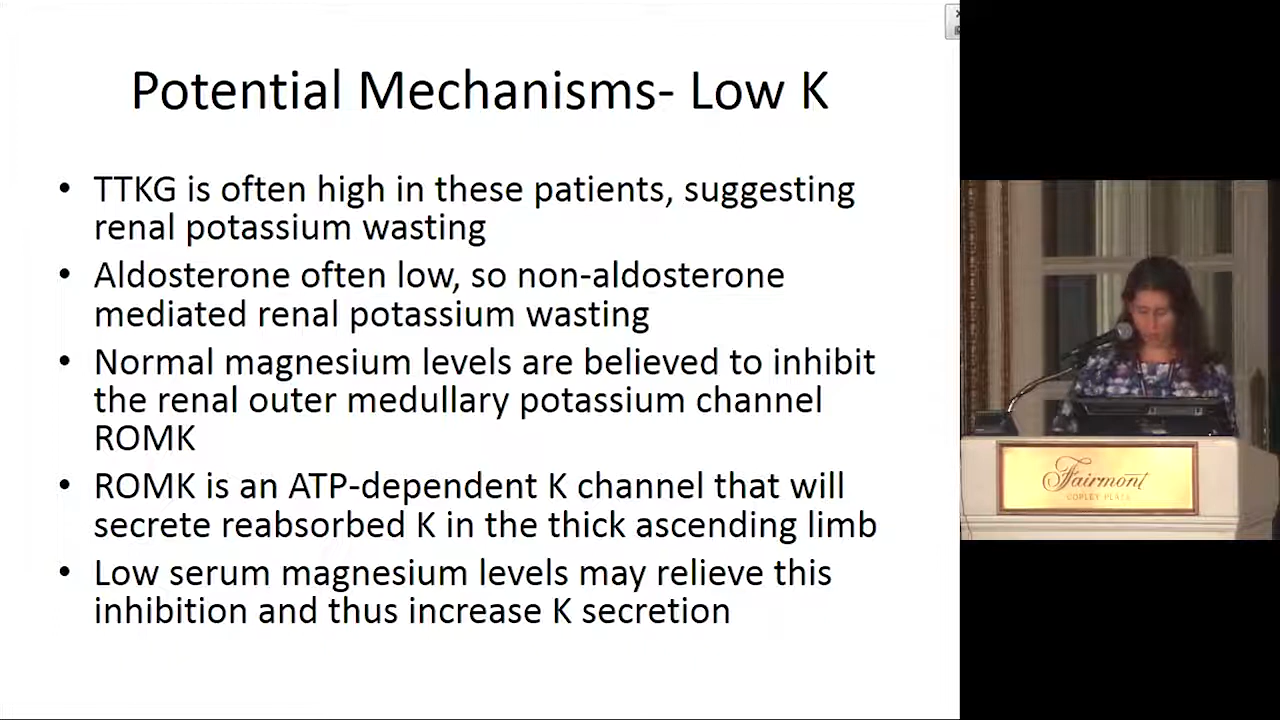 Potential Mechanisms- Low K
• TTKG is often high in these patients, suggesting
renal potassium wasting
• Aldosterone often low, so non-aldosterone
mediated renal potassium wasting
• Normal magnesium levels are believed to inhibit
the renal outer medullary potassium channel
ROMK
• ROMK is an ATP-dependent K channel that will
secrete reabsorbed K in the thick ascending limb
• Low serum magnesium levels may relieve this
inhibition and thus increase K secretion
Fairmont
COPLEY PLAZA